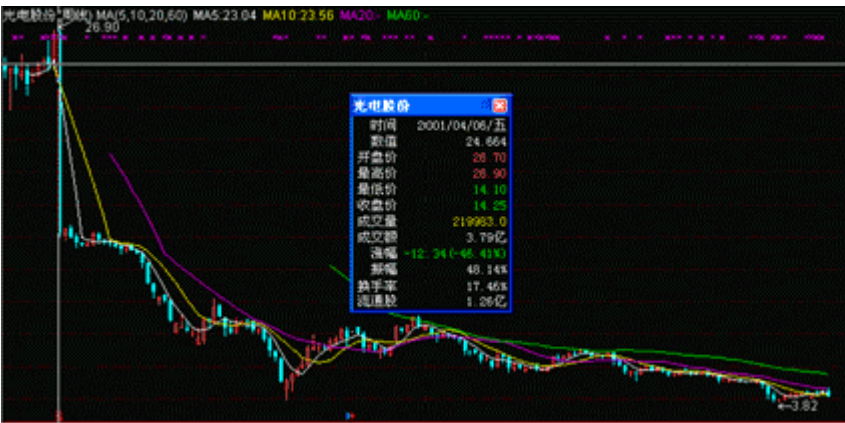 光电股份(周线) MA(5,10,20,60) MA5:23.04 MA10:23.56 MA20:- MA60:-
26.90
光电股份
时间 2001/04/06/五
数值 24.664
开盘价 26.70
最高价 26.90
最低价 14.10
收盘价 14.25
成交量 219983.0
成交额 3.79亿
涨幅 -12.34(-46.41%)
振幅 48.14%
换手率 17.46%
流通股 1.26亿
3.82